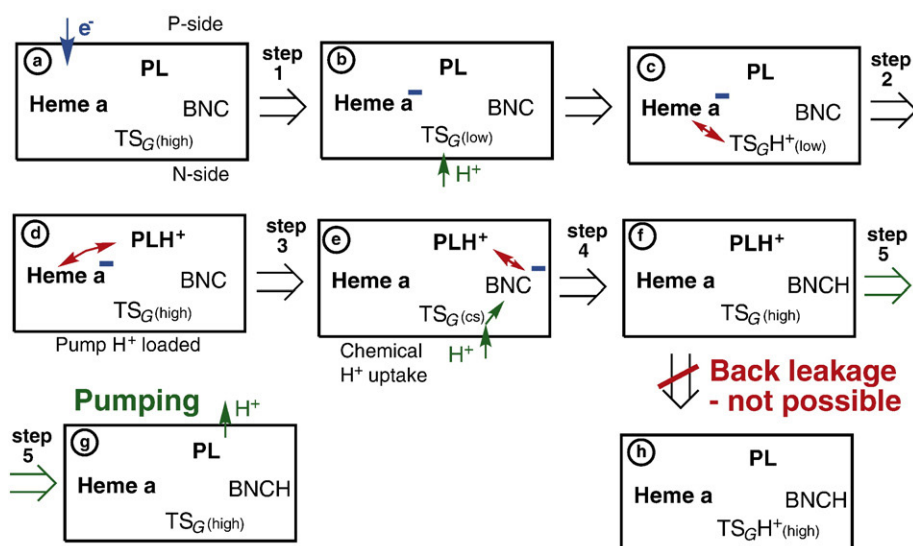 e-
P-side
a
PL
Heme a
BNC
TSG(high)
N-side
step
1
b
PL
Heme a-
BNC
TSG(low)
H+
c
PL
Heme a-
BNC
TSGH+(low)
step
2
d
PLH+
Heme a-
BNC
TSG(high)
Pump H+ loaded
step
3
e
PLH+
Heme a
BNC-
TSG(cs)
Chemical
H+ uptake
H+
step
4
f
PLH+
Heme a
BNCH
TSG(high)
step
5
Back leakage
- not possible
Pumping
H+
step
5
g
PL
Heme a
BNCH
TSG(high)
h
PL
Heme a
BNCH
TSGH+(high)